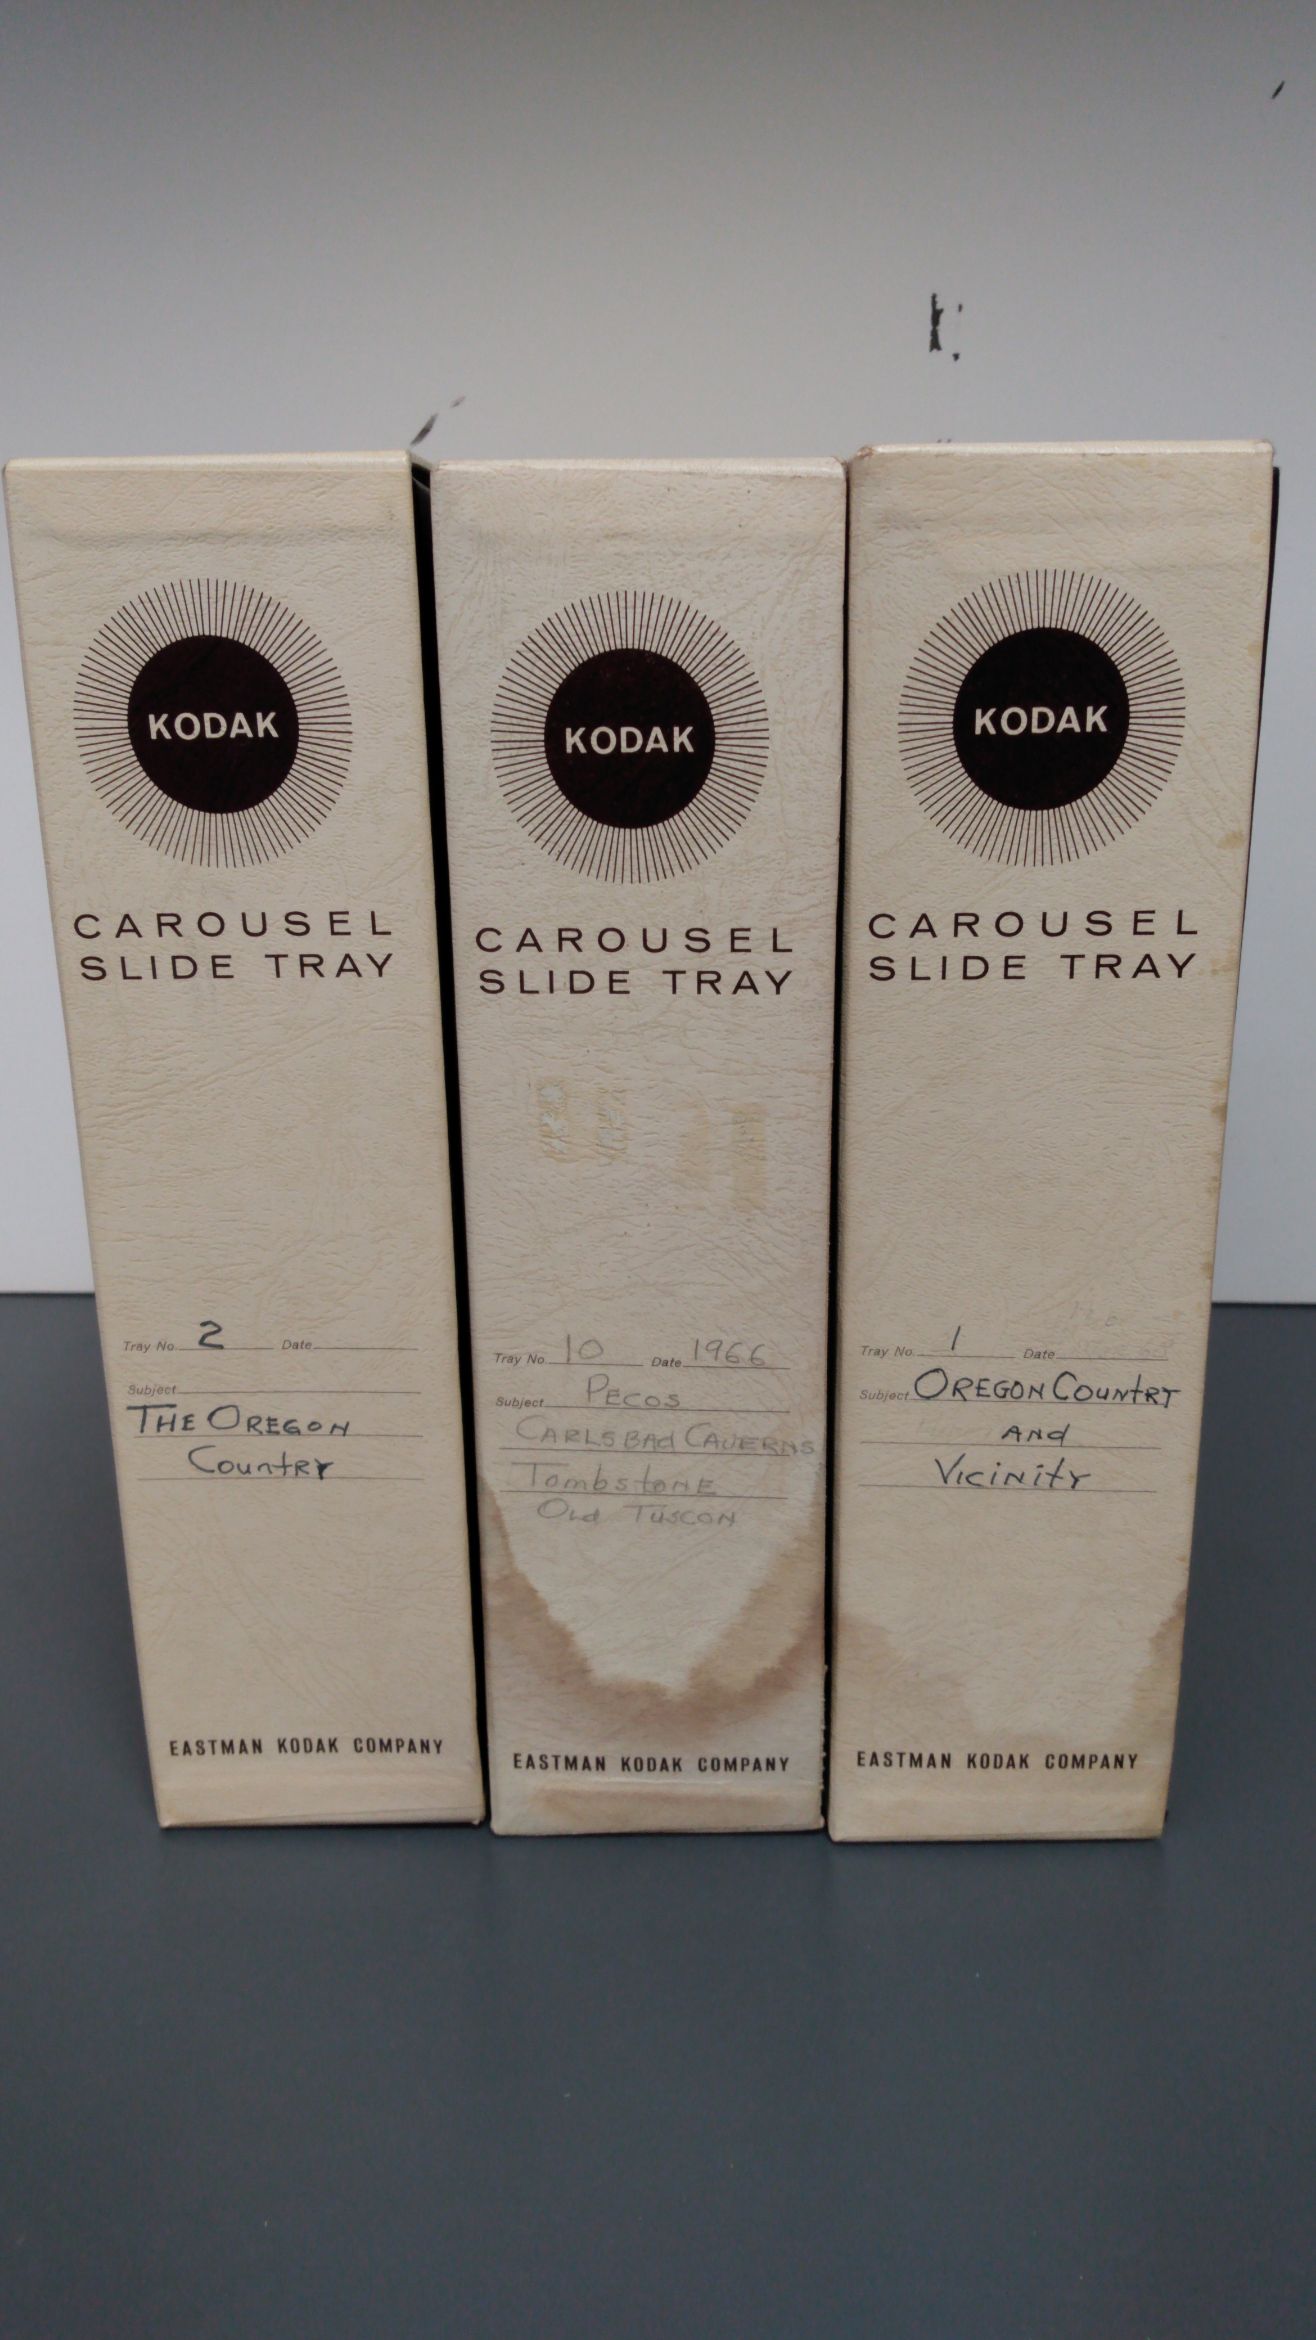 KODAK
CAROUSEL
SLIDE TRAY
Tray No. 2 Date
Subject
THE OREGON
COUNTRY
EASTMAN KODAK COMPANY
KODAK
CAROUSEL
SLIDE TRAY
Tray No. 10 Date 1966
Subject PECOS
CARLSBAD CAVERNS
TombstonE
OLd TUSCON
EASTMAN KODAK COMPANY
KODAK
CAROUSEL
SLIDE TRAY
Tray No. 1 Date
Subject OREGON COUNTRY
ANd
VICINITY
EASTMAN KODAK COMPANY